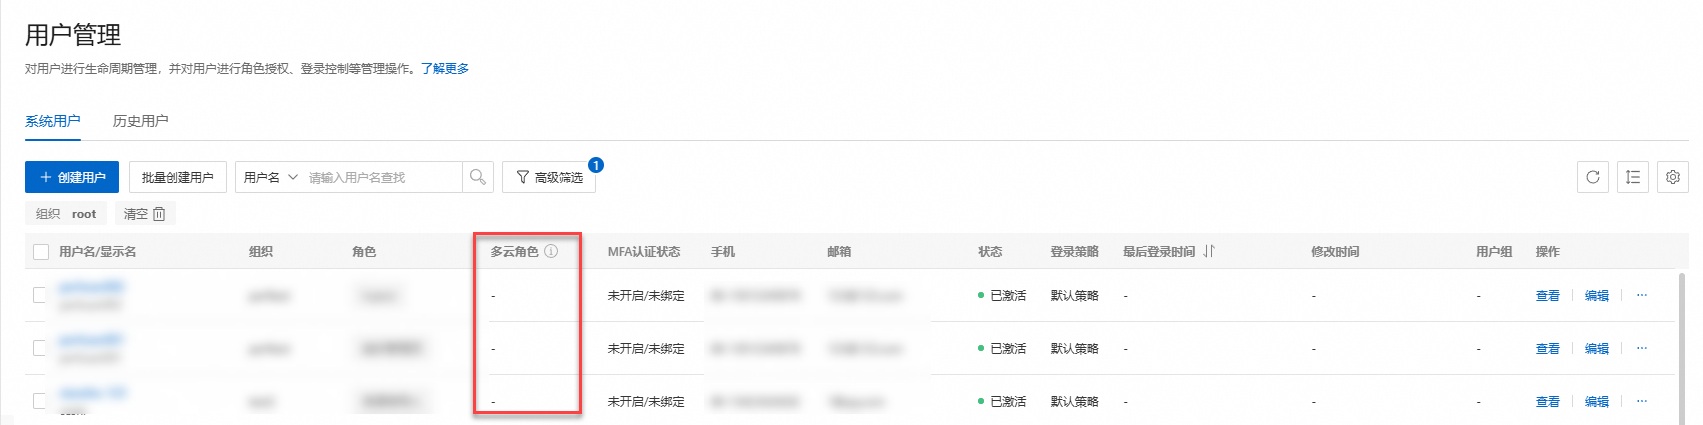 用户管理
对用户进行生命周期管理，并对用户进行角色授权、登录控制等管理操作。了解更多
系统用户 历史用户
创建用户 批量创建用户 用户名 请输入用户名查找 高级筛选 1
组织 root 清空
用户名/显示名 组织 角色 多云角色 MFA认证状态 手机 邮箱 状态 登录策略 最后登录时间 修改时间 用户组 操作
- 未开启/未绑定 已激活 默认策略 - - - 查看 编辑 ...
- 未开启/未绑定 已激活 默认策略 - - - 查看 编辑 ...
- 未开启/未绑定 已激活 默认策略 - - - 查看 编辑 ...